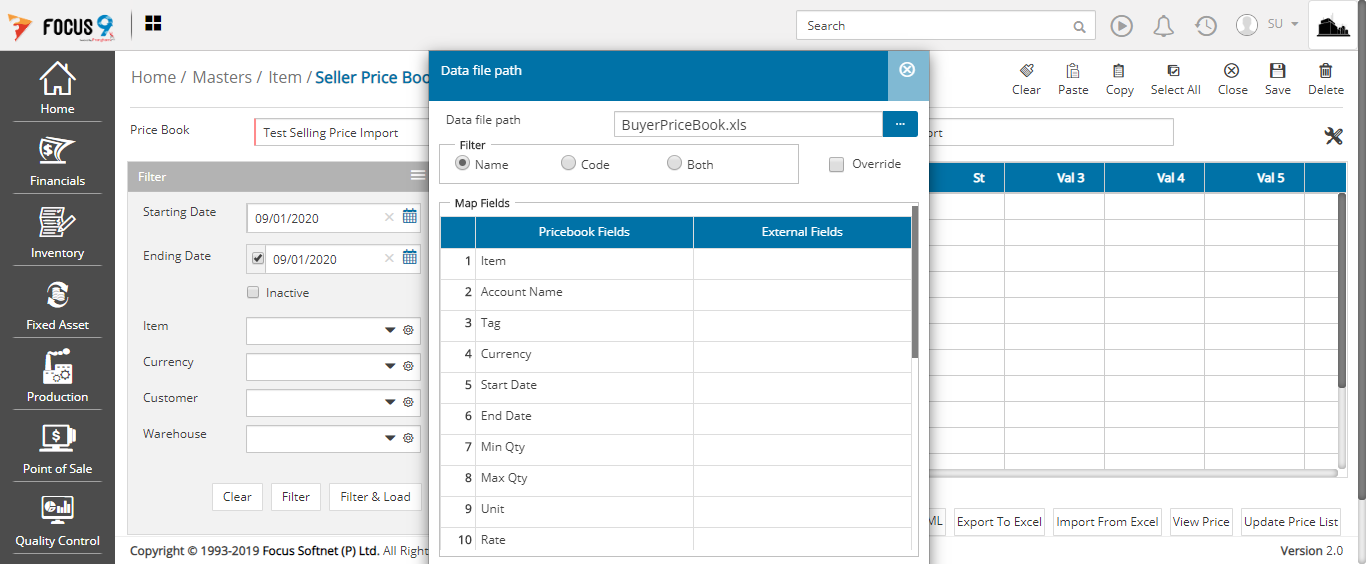 FOCUS 9
Search
SU
Home / Masters / Item / Seller Price Boo
Clear
Paste
Copy
Select All
Close
Save
Delete
Home
Financials
Inventory
Fixed Asset
Production
Point of Sale
Quality Control
Price Book
Test Selling Price Import
ort
Filter
Starting Date
09/01/2020
Ending Date
09/01/2020
Inactive
Item
Currency
Customer
Warehouse
Clear
Filter
Filter & Load
Data file path
Data file path
BuyerPriceBook.xls
...
Filter
Name
Code
Both
Override
Map Fields
Pricebook Fields
External Fields
1 Item
2 Account Name
3 Tag
4 Currency
5 Start Date
6 End Date
7 Min Qty
8 Max Qty
9 Unit
10 Rate
St
Val 3
Val 4
Val 5
ML
Export To Excel
Import From Excel
View Price
Update Price List
Copyright © 1993-2019 Focus Softnet (P) Ltd. All Right
Version 2.0